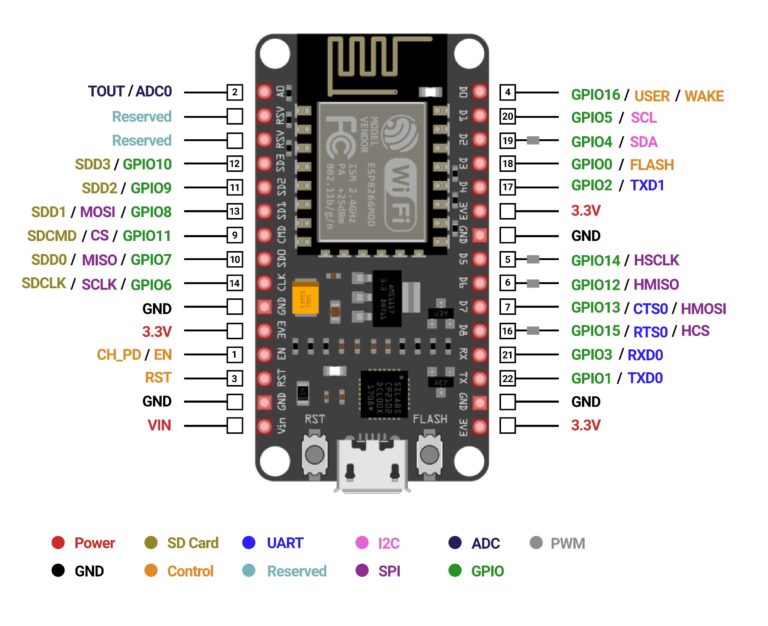 TOUT / ADC0 2 A0 D0 4 GPIO16 / USER / WAKE
Reserved RSV D1 20 GPIO5 / SCL
Reserved RSV D2 19 GPIO4 / SDA
SDD3 / GPIO10 12 SD3 D3 18 GPIO0 / FLASH
SDD2 / GPIO9 11 SD2 D4 17 GPIO2 / TXD1
SDD1 / MOSI / GPIO8 13 SD1 3V3 3.3V
SDCMD / CS / GPIO11 9 CMD GND GND
SDD0 / MISO / GPIO7 10 SD0 D5 5 GPIO14 / HSCLK
SDCLK / SCLK / GPIO6 14 CLK D6 6 GPIO12 / HMISO
GND GND D7 7 GPIO13 / CTS0 / HMOSI
3.3V 3V3 D8 16 GPIO15 / RTS0 / HCS
CH_PD / EN 1 EN RX 21 GPIO3 / RXD0
RST 3 RST TX 22 GPIO1 / TXD0
GND GND GND GND
VIN Vin 3V3 3.3V
MODEL
VENDOR
ESP8266MOD
FC
WiFi
ISM 2.4GHz
PA +25dBm
802.11b/g/n
AMS1117
SILABS
CP2102
RST
FLASH
Power SD Card UART I2C ADC PWM
GND Control Reserved SPI GPIO